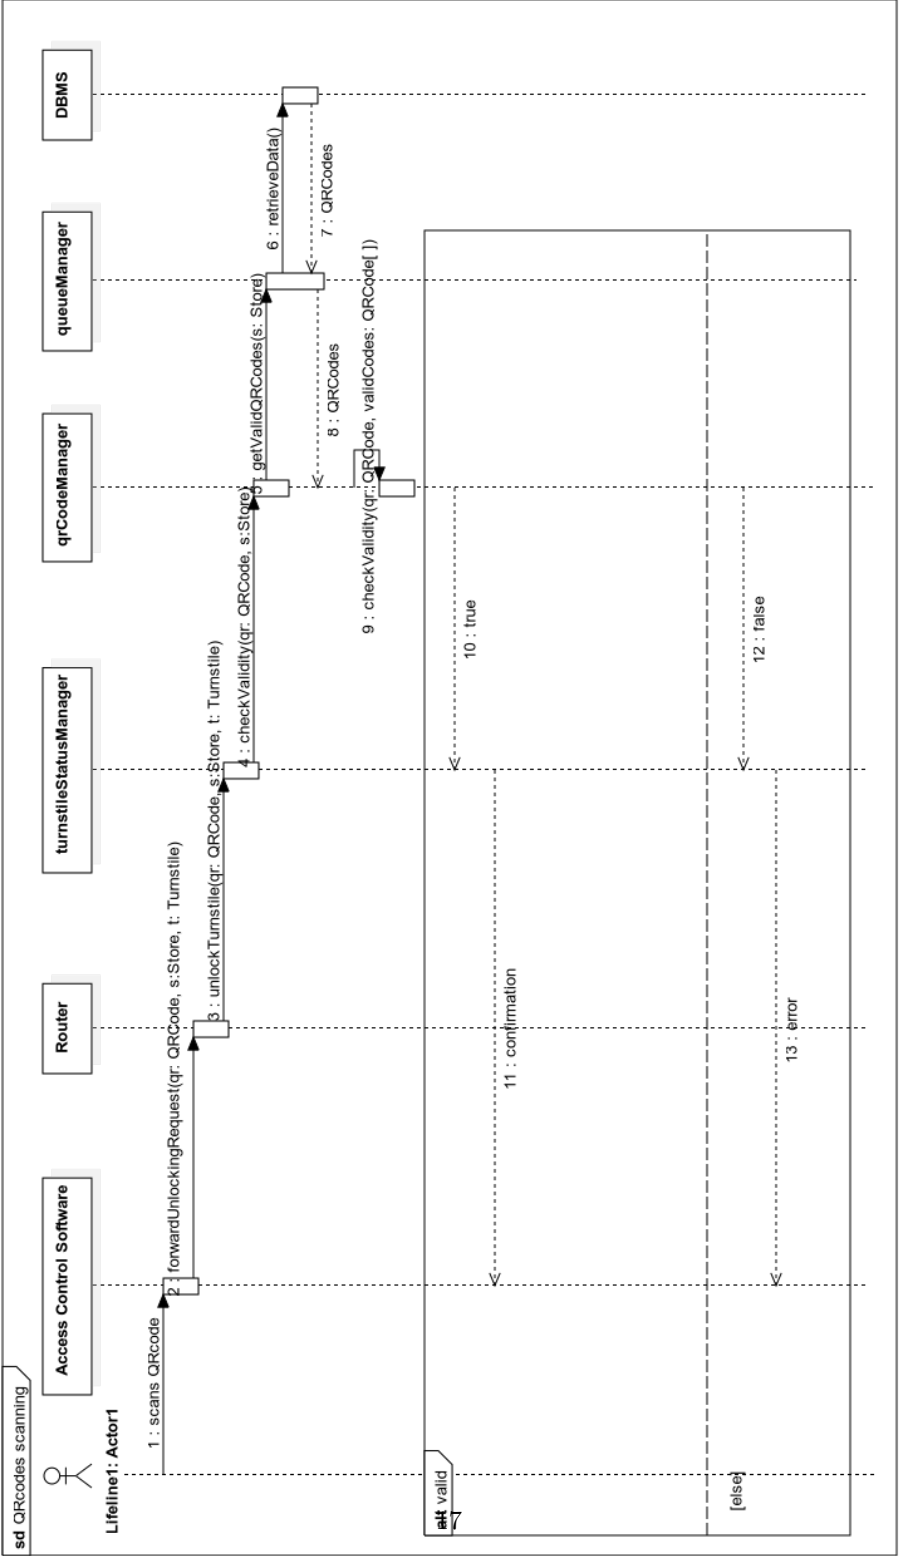 sd QRcodes scanning
Lifeline1: Actor1
Access Control Software
Router
turnstileStatusManager
qrCodeManager
queueManager
DBMS
1 : scans QRcode
2 : forwardUnlockingRequest(qr: QRCode, s:Store, t: Turnstile)
3 : unlockTurnstile(qr: QRCode, s:Store, t: Turnstile)
4 : checkValidity(qr: QRCode, s:Store)
5 : getValidQRCodes(s: Store)
6 : retrieveData()
7 : QRCodes
8 : QRCodes
9 : checkValidity(qr: QRCode, validCodes: QRCode[ ])
alt valid
7
10 : true
11 : confirmation
[else]
12 : false
13 : error